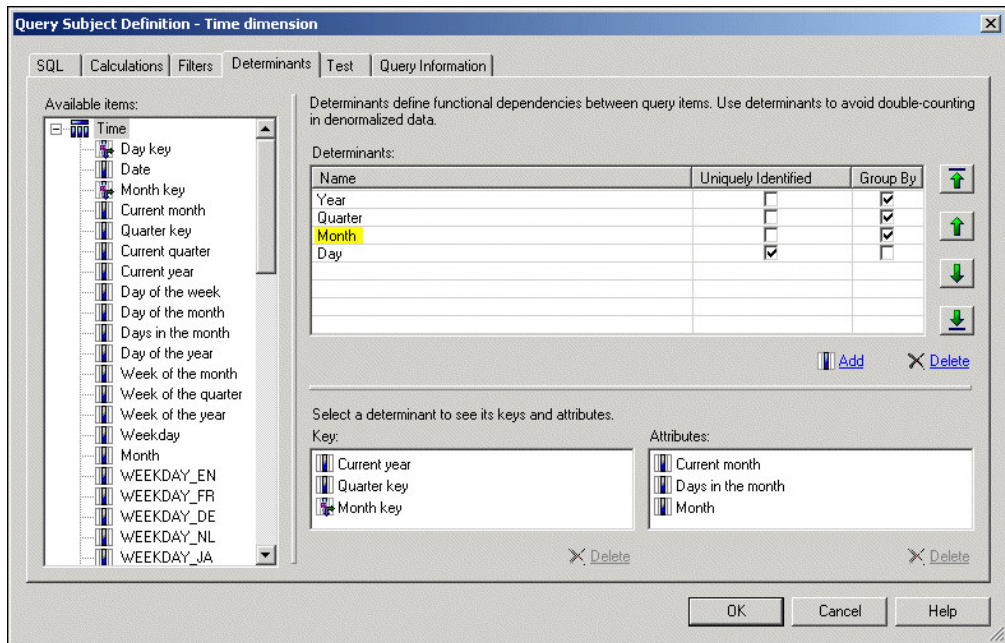 Query Subject Definition - Time dimension
SQL
Calculations
Filters
Determinants
Test
Query Information
Available items:
Time
Day key
Date
Month key
Current month
Quarter key
Current quarter
Current year
Day of the week
Day of the month
Days in the month
Day of the year
Week of the month
Week of the quarter
Week of the year
Weekday
Month
WEEKDAY_EN
WEEKDAY_FR
WEEKDAY_DE
WEEKDAY_NL
WEEKDAY_JA
Determinants define functional dependencies between query items. Use determinants to avoid double-counting
in denormalized data.
Determinants:
Name Uniquely Identified Group By
Year
Quarter
Month
Day
Add Delete
Select a determinant to see its keys and attributes.
Key:
Current year
Quarter key
Month key
Delete
Attributes:
Current month
Days in the month
Month
Delete
OK Cancel Help